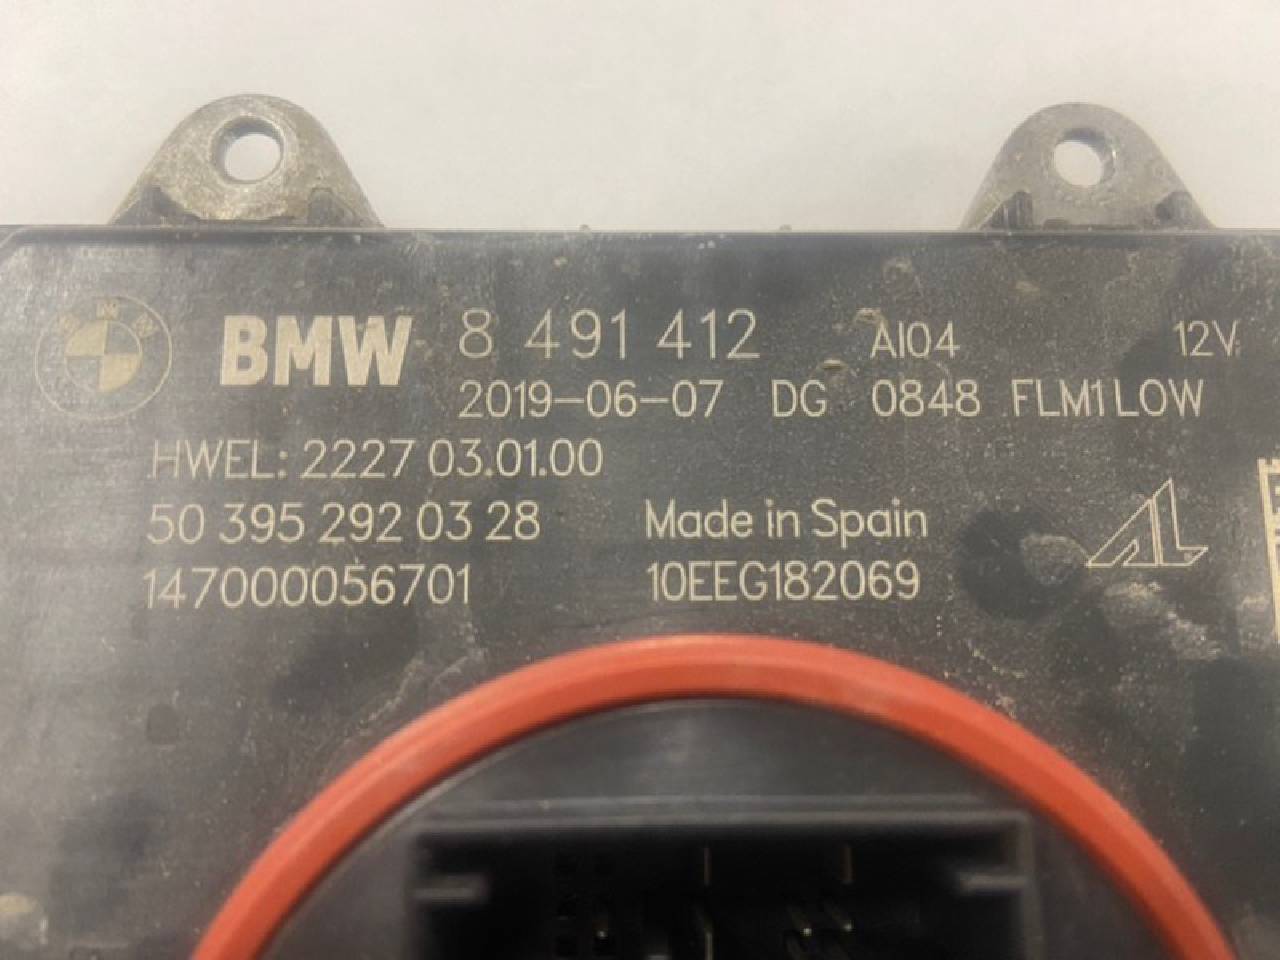 BMW 8 491 412 AI04 12V
2019-06-07 DG 0848 FLM1 LOW
HWEL: 2227 03.01.00
50 395 292 03 28 Made in Spain
147000056701 10EEG182069
AL